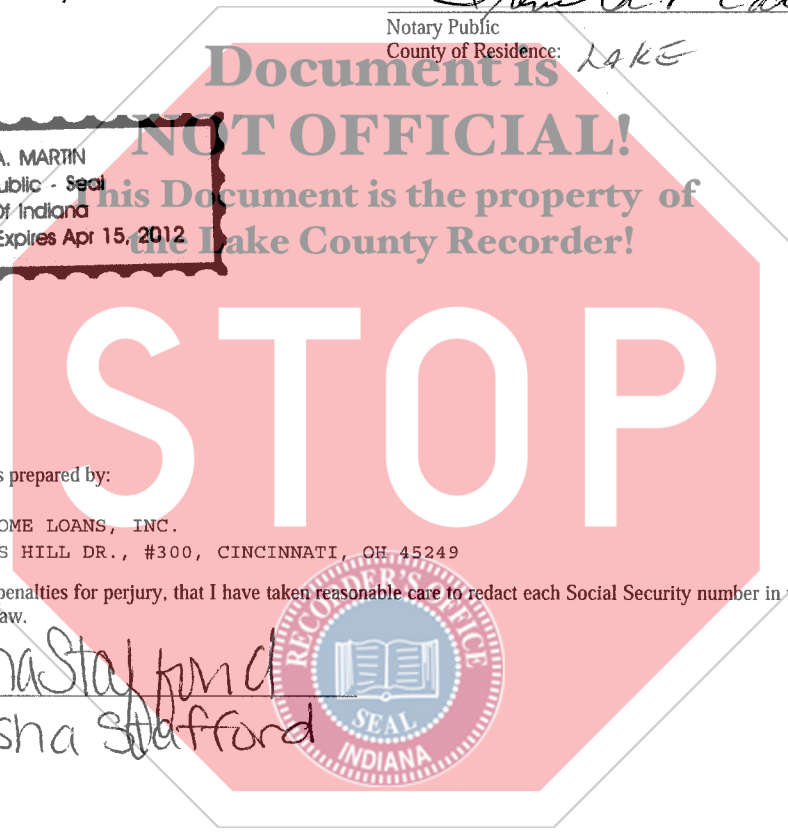 Notary Public
County of Residence: LAKE
Document is
NOT OFFICIAL!
This Document is the property of
the Lake County Recorder!
A. MARTIN
ublic - Seal
Of Indiana
Expires Apr 15, 2012
STOP
s prepared by:
OME LOANS, INC.
S HILL DR., #300, CINCINNATI, OH 45249
penalties for perjury, that I have taken reasonable care to redact each Social Security number in
aw.
naStafford
sha Stafford
RECORDER'S OFFICE
SEAL
INDIANA